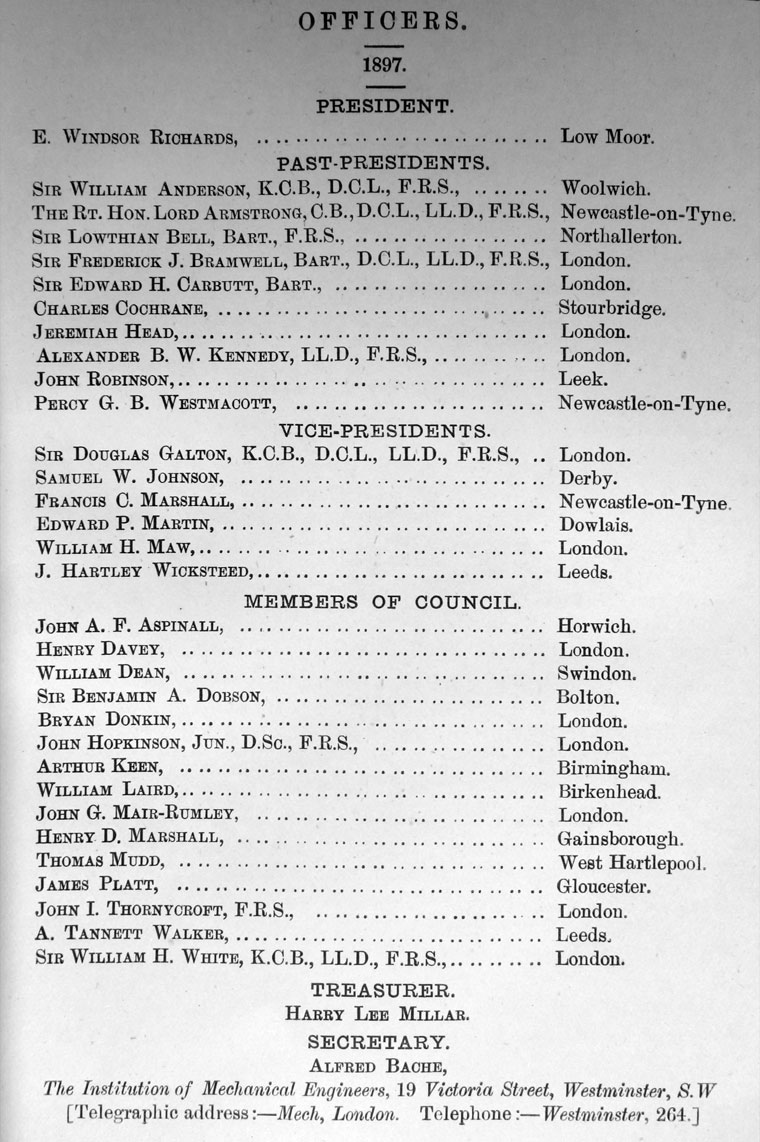 OFFICERS.
1897.
PRESIDENT.
E. Windsor Richards, .............................. Low Moor.
PAST-PRESIDENTS.
Sir William Anderson, K.C.B., D.C.L., F.R.S., ........ Woolwich.
The Rt. Hon. Lord Armstrong, C.B., D.C.L., LL.D., F.R.S., Newcastle-on-Tyne.
Sir Lowthian Bell, Bart., F.R.S., .................... Northallerton.
Sir Frederick J. Bramwell, Bart., D.C.L., LL.D., F.R.S., London.
Sir Edward H. Carbutt, Bart., ...................... London.
Charles Cochrane, .................................. Stourbridge.
Jeremiah Head, ...................................... London.
Alexander B. W. Kennedy, LL.D., F.R.S., ............ London.
John Robinson, ...................................... Leek.
Percy G. B. Westmacott, .......................... Newcastle-on-Tyne.
VICE-PRESIDENTS.
Sir Douglas Galton, K.C.B., D.C.L., LL.D., F.R.S., .. London.
Samuel W. Johnson, ................................ Derby.
Francis C. Marshall, ................................ Newcastle-on-Tyne.
Edward P. Martin, .................................. Dowlais.
William H. Maw, .................................... London.
J. Hartley Wicksteed, .............................. Leeds.
MEMBERS OF COUNCIL.
John A. F. Aspinall, ................................ Horwich.
Henry Davey, ...................................... London.
William Dean, ...................................... Swindon.
Sir Benjamin A. Dobson, ............................ Bolton.
Bryan Donkin, ...................................... London.
John Hopkinson, Jun., D.Sc., F.R.S., .................. London.
Arthur Keen, ...................................... Birmingham.
William Laird, ...................................... Birkenhead.
John G. Mair-Rumley, .............................. London.
Henry D. Marshall, ................................ Gainsborough.
Thomas Mudd, ...................................... West Hartlepool.
James Platt, ...................................... Gloucester.
John I. Thornycroft, F.R.S., ........................ London.
A. Tannett Walker, ................................ Leeds.
Sir William H. White, K.C.B., LL.D., F.R.S., .......... London.
TREASURER.
Harry Lee Millar.
SECRETARY.
Alfred Bache,
The Institution of Mechanical Engineers, 19 Victoria Street, Westminster, S.W
[Telegraphic address:—Mech, London. Telephone:—Westminster, 264.]